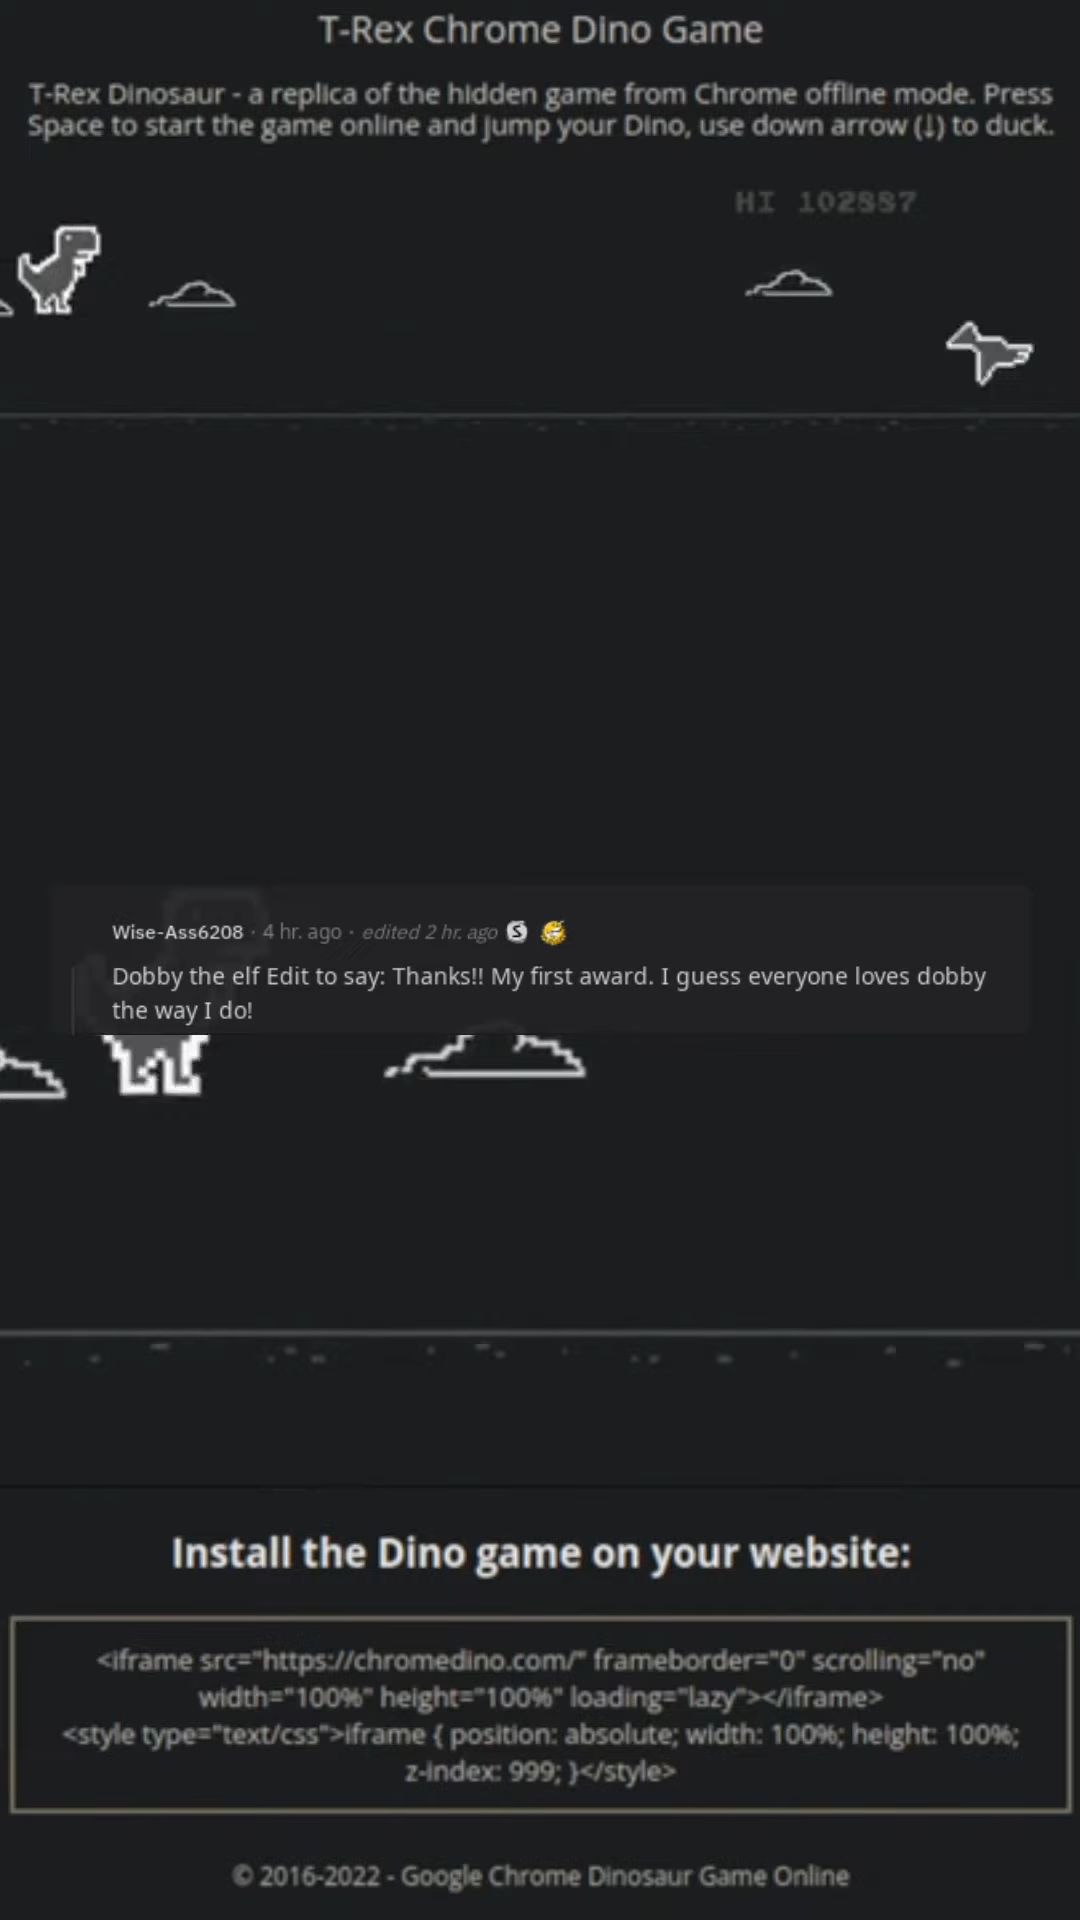 T-Rex Chrome Dino Game
T-Rex Dinosaur - a replica of the hidden game from Chrome offline mode. Press
Space to start the game online and jump your Dino, use down arrow (↓) to duck.
HI 102887
Wise-Ass6208 · 4 hr. ago · edited 2 hr. ago
Dobby the elf Edit to say: Thanks!! My first award. I guess everyone loves dobby
the way I do!
Install the Dino game on your website:
<iframe src="https://chromedino.com/" frameborder="0" scrolling="no"
width="100%" height="100%" loading="lazy"></iframe>
<style type="text/css">iframe { position: absolute; width: 100%; height: 100%;
z-index: 999; }</style>
© 2016-2022 - Google Chrome Dinosaur Game Online